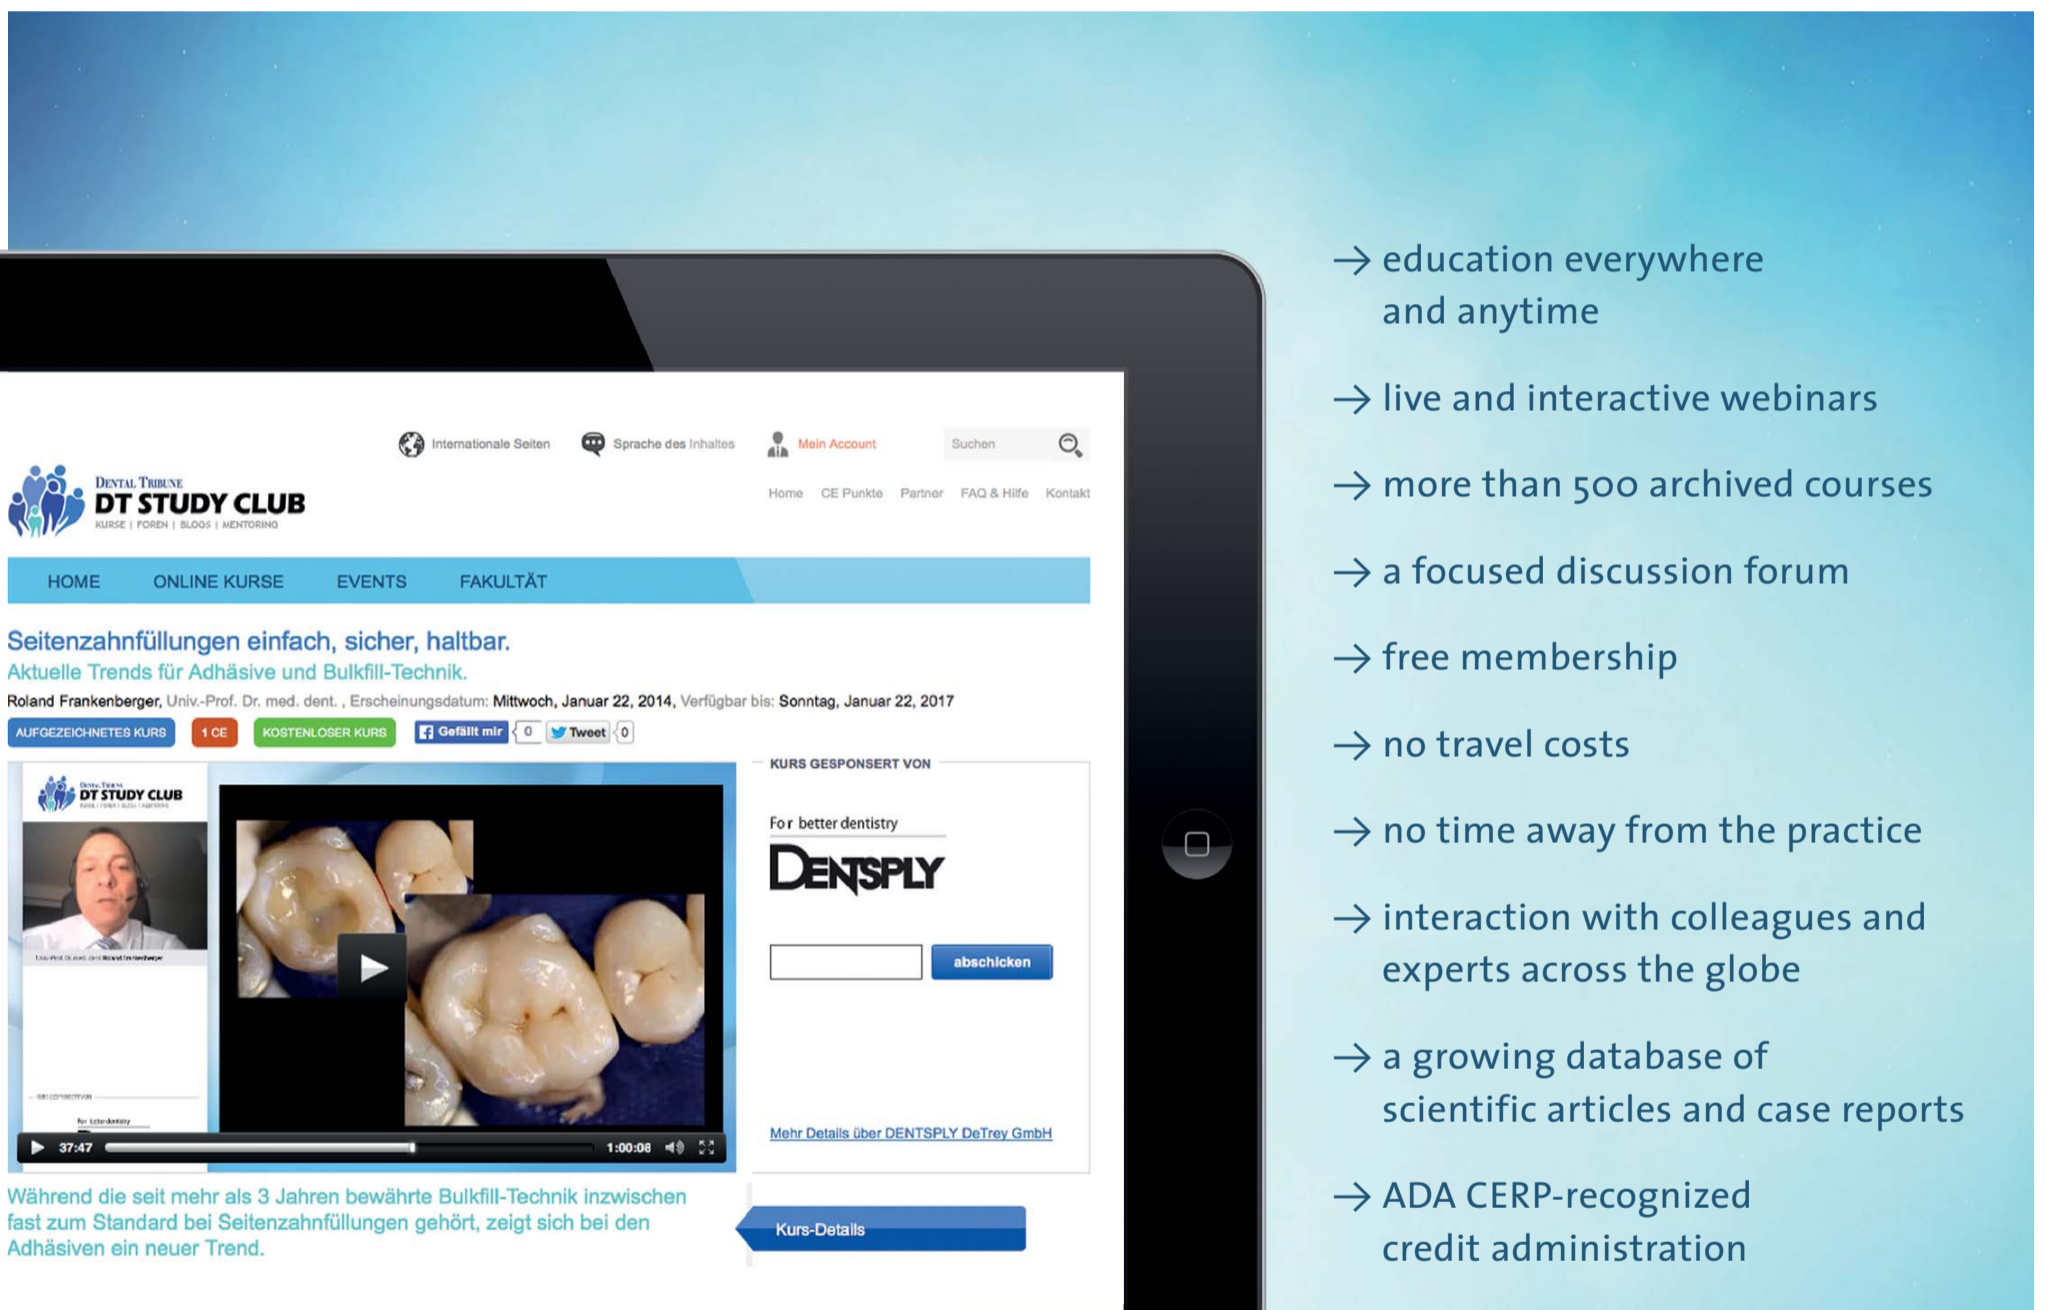 Internationale Seiten
Sprache des Inhaltes
Mein Account
Suchen
DENTAL TRIBUNE
DT STUDY CLUB
KURSE | FOREN | BLOGS | MENTORING
Home CE Punkte Partner FAQ & Hilfe Kontakt
HOME ONLINE KURSE EVENTS FAKULTÄT
Seitenzahnfüllungen einfach, sicher, haltbar.
Aktuelle Trends für Adhäsive und Bulkfill-Technik.
Roland Frankenberger, Univ.-Prof. Dr. med. dent. , Erscheinungsdatum: Mittwoch, Januar 22, 2014, Verfügbar bis: Sonntag, Januar 22, 2017
AUFGEZEICHNETES KURS 1 CE KOSTENLOSER KURS Gefällt mir 0 Tweet 0
DT STUDY CLUB
37:47 1:00:08
KURS GESPONSERT VON
For better dentistry
DENTSPLY
abschicken
Mehr Details über DENTSPLY DeTrey GmbH
Während die seit mehr als 3 Jahren bewährte Bulkfill-Technik inzwischen
fast zum Standard bei Seitenzahnfüllungen gehört, zeigt sich bei den
Adhäsiven ein neuer Trend.
Kurs-Details
→ education everywhere
and anytime
→ live and interactive webinars
→ more than 500 archived courses
→ a focused discussion forum
→ free membership
→ no travel costs
→ no time away from the practice
→ interaction with colleagues and
experts across the globe
→ a growing database of
scientific articles and case reports
→ ADA CERP-recognized
credit administration